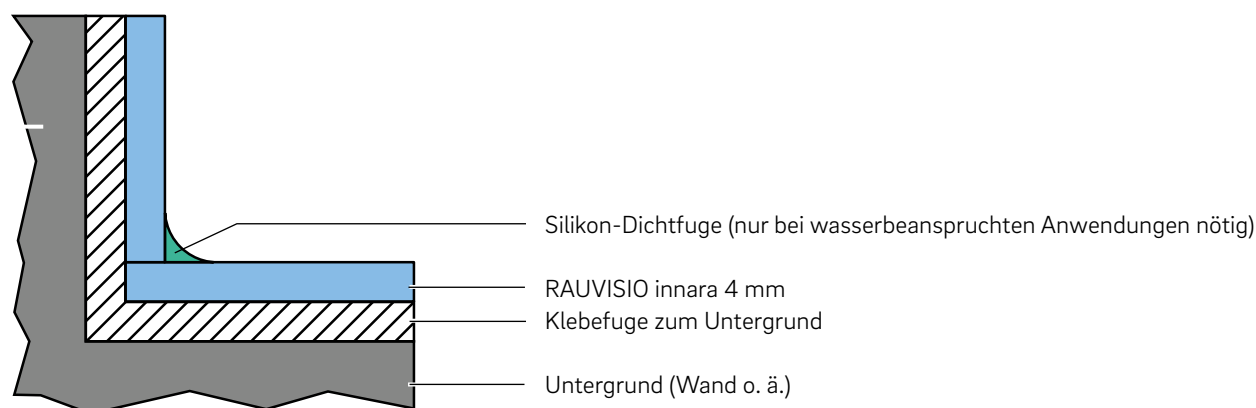 Silikon-Dichtfuge (nur bei wasserbeanspruchten Anwendungen nötig)
RAUVISIO innara 4 mm
Klebefuge zum Untergrund
Untergrund (Wand o. ä.)